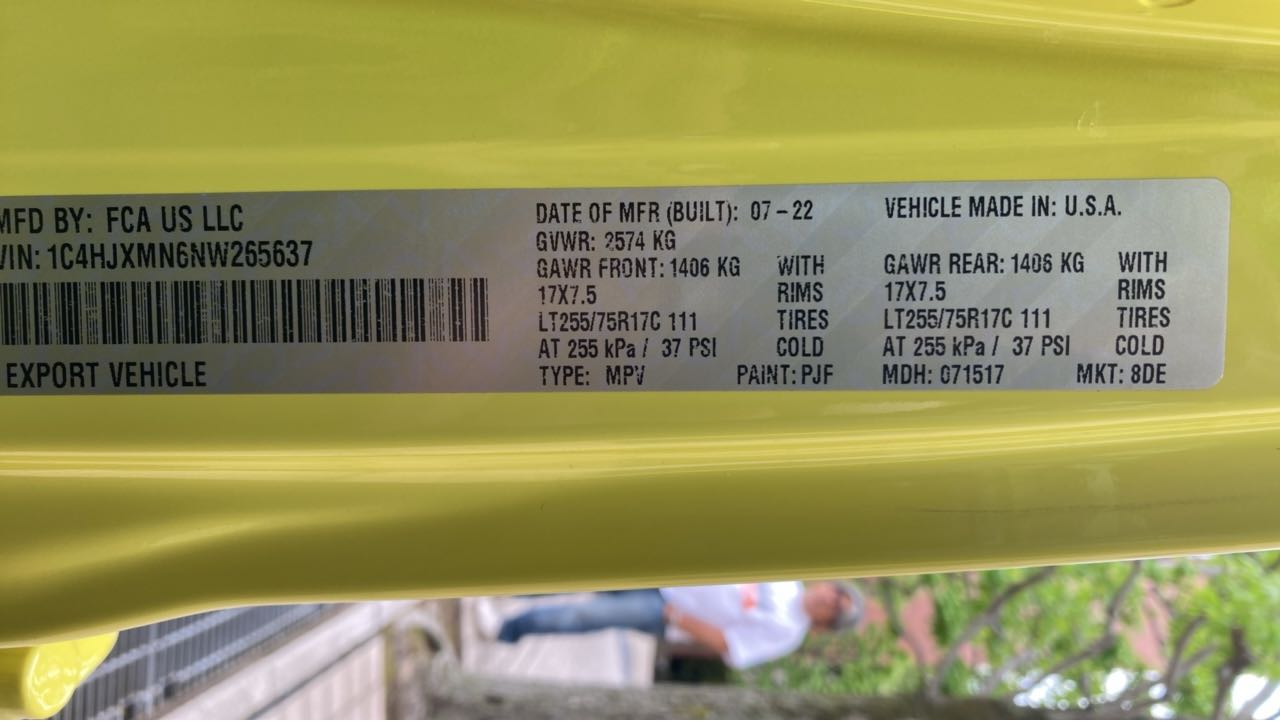 MFD BY: FCA US LLC
VIN: 1C4HJXMN6NW265637
EXPORT VEHICLE
DATE OF MFR (BUILT): 07-22 VEHICLE MADE IN: U.S.A.
GVWR: 2574 KG
GAWR FRONT: 1406 KG WITH GAWR REAR: 1406 KG WITH
17X7.5 RIMS 17X7.5 RIMS
LT255/75R17C 111 TIRES LT255/75R17C 111 TIRES
AT 255 kPa / 37 PSI COLD AT 255 kPa / 37 PSI COLD
TYPE: MPV PAINT: PJF MDH: 071517 MKT: 8DE